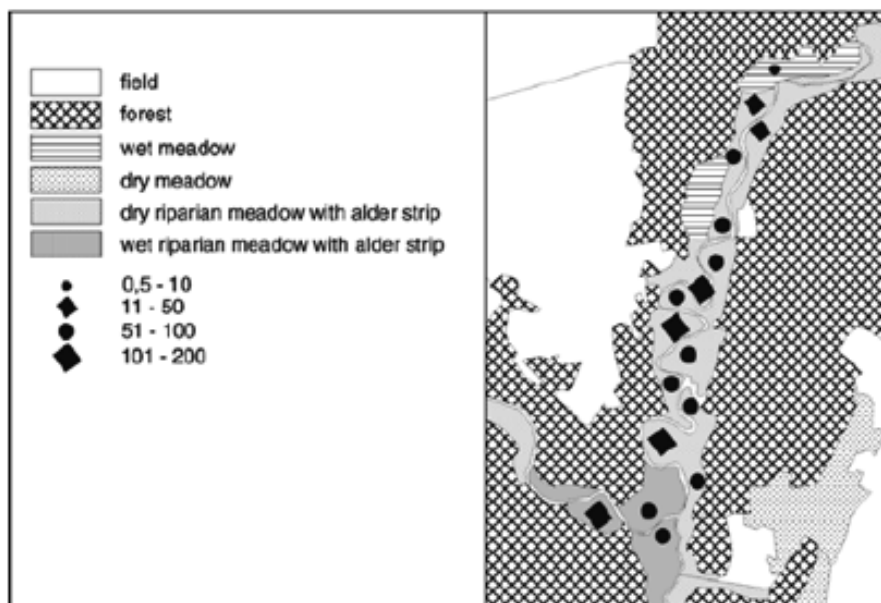 field
forest
wet meadow
dry meadow
dry riparian meadow with alder strip
wet riparian meadow with alder strip
0,5 - 10
11 - 50
51 - 100
101 - 200